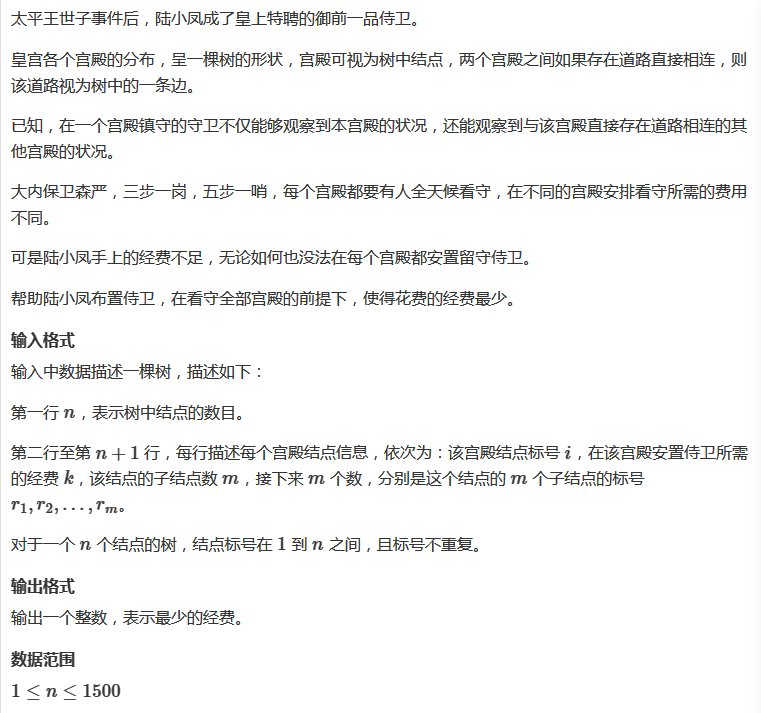 太平王世子事件后，陆小凤成了皇上特聘的御前一品侍卫。
皇宫各个宫殿的分布，呈一棵树的形状，宫殿可视为树中结点，两个宫殿之间如果存在道路直接相连，则
该道路视为树中的一条边。
已知，在一个宫殿镇守的守卫不仅能够观察到本宫殿的状况，还能观察到与该宫殿直接存在道路相连的其
他宫殿的状况。
大内保卫森严，三步一岗，五步一哨，每个宫殿都要有人全天候看守，在不同的宫殿安排看守所需的费用
不同。
可是陆小凤手上的经费不足，无论如何也没法在每个宫殿都安置留守侍卫。
帮助陆小凤布置侍卫，在看守全部宫殿的前提下，使得花费的经费最少。
输入格式
输入中数据描述一棵树，描述如下：
第一行 n，表示树中结点的数目。
第二行至第 n + 1 行，每行描述每个宫殿结点信息，依次为：该宫殿结点标号 i，在该宫殿安置侍卫所需
的经费 k，该结点的子结点数 m，接下来 m 个数，分别是这个结点的 m 个子结点的标号
r₁, r₂, . . . , rₘ。
对于一个 n 个结点的树，结点标号在 1 到 n 之间，且标号不重复。
输出格式
输出一个整数，表示最少的经费。
数据范围
1 ≤ n ≤ 1500